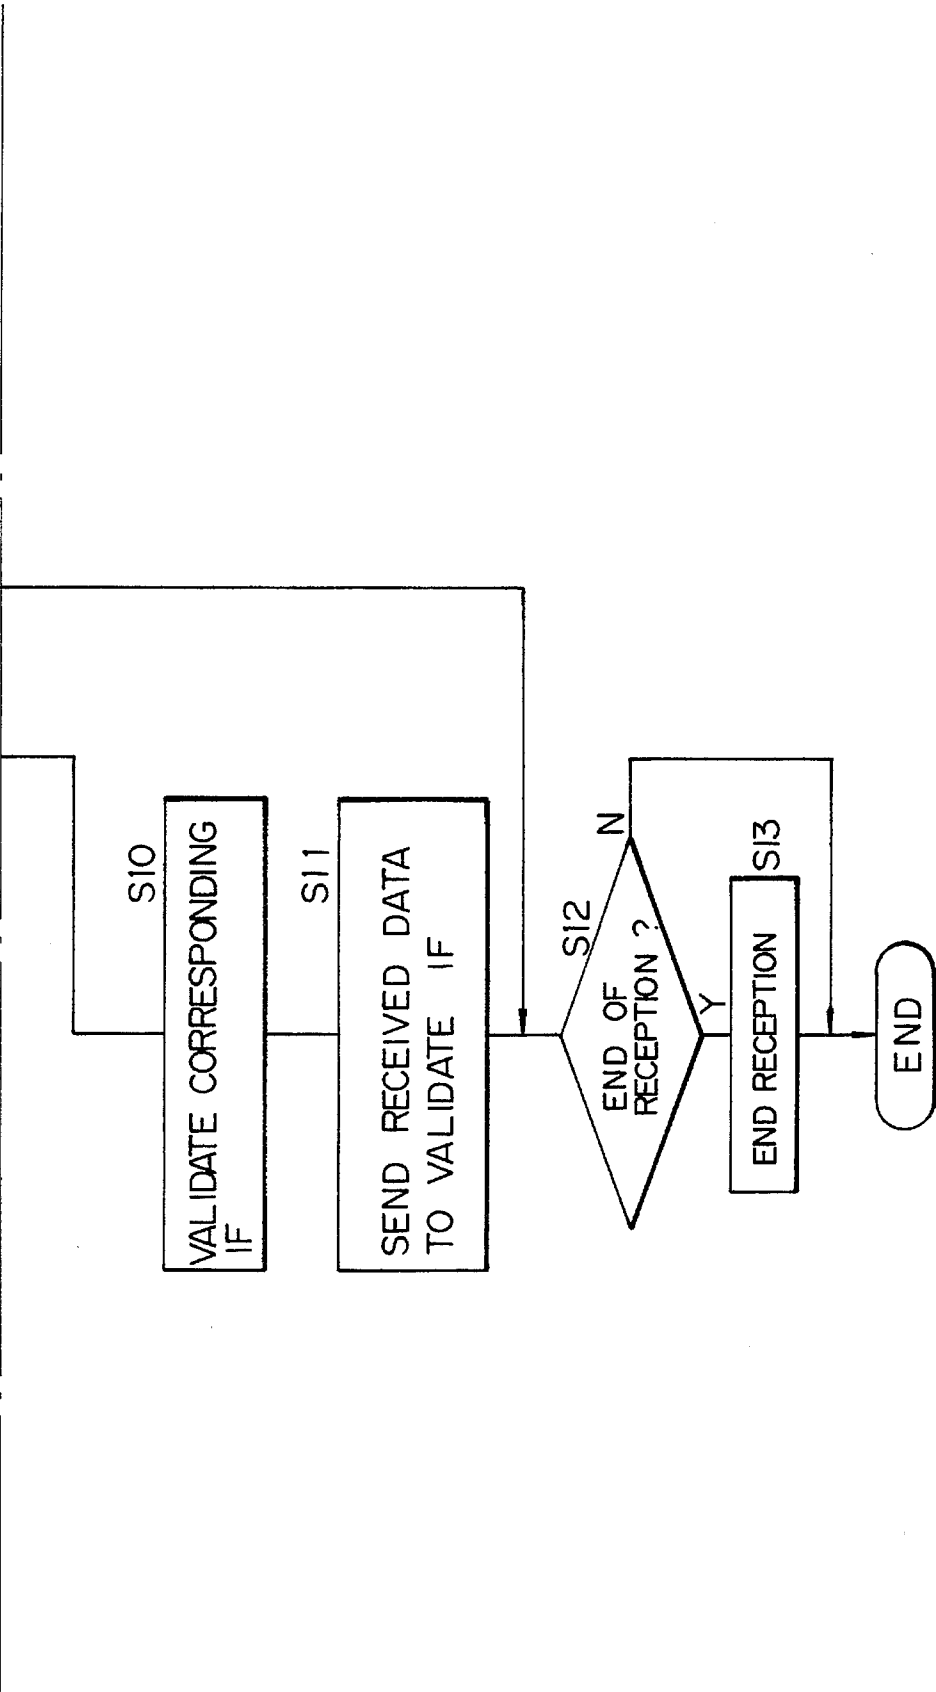 S10
VALIDATE CORRESPONDING
IF
S11
SEND RECEIVED DATA
TO VALIDATE IF
S12
END OF
RECEPTION ?
N
Y
S13
END RECEPTION
END